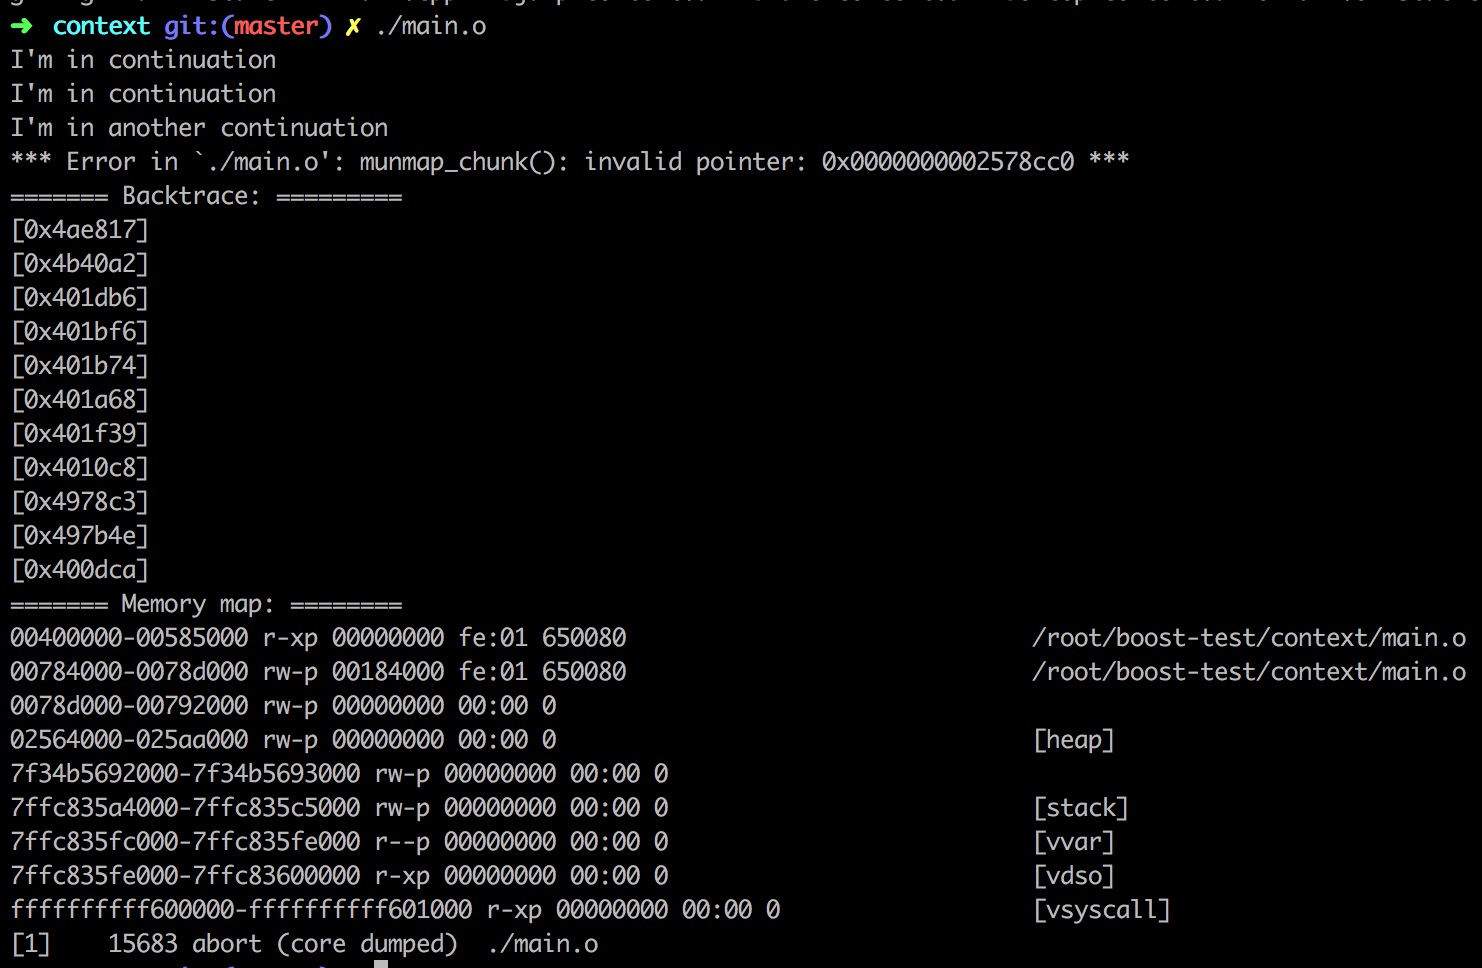 ➜ context git:(master) ✗ ./main.o
I'm in continuation
I'm in continuation
I'm in another continuation
*** Error in `./main.o': munmap_chunk(): invalid pointer: 0x0000000002578cc0 ***
======= Backtrace: =========
[0x4ae817]
[0x4b40a2]
[0x401db6]
[0x401bf6]
[0x401b74]
[0x401a68]
[0x401f39]
[0x4010c8]
[0x4978c3]
[0x497b4e]
[0x400dca]
======= Memory map: ========
00400000-00585000 r-xp 00000000 fe:01 650080 /root/boost-test/context/main.o
00784000-0078d000 rw-p 00184000 fe:01 650080 /root/boost-test/context/main.o
0078d000-00792000 rw-p 00000000 00:00 0
02564000-025aa000 rw-p 00000000 00:00 0 [heap]
7f34b5692000-7f34b5693000 rw-p 00000000 00:00 0
7ffc835a4000-7ffc835c5000 rw-p 00000000 00:00 0 [stack]
7ffc835fc000-7ffc835fe000 r--p 00000000 00:00 0 [vvar]
7ffc835fe000-7ffc83600000 r-xp 00000000 00:00 0 [vdso]
ffffffffff600000-ffffffffff601000 r-xp 00000000 00:00 0 [vsyscall]
[1] 15683 abort (core dumped) ./main.o